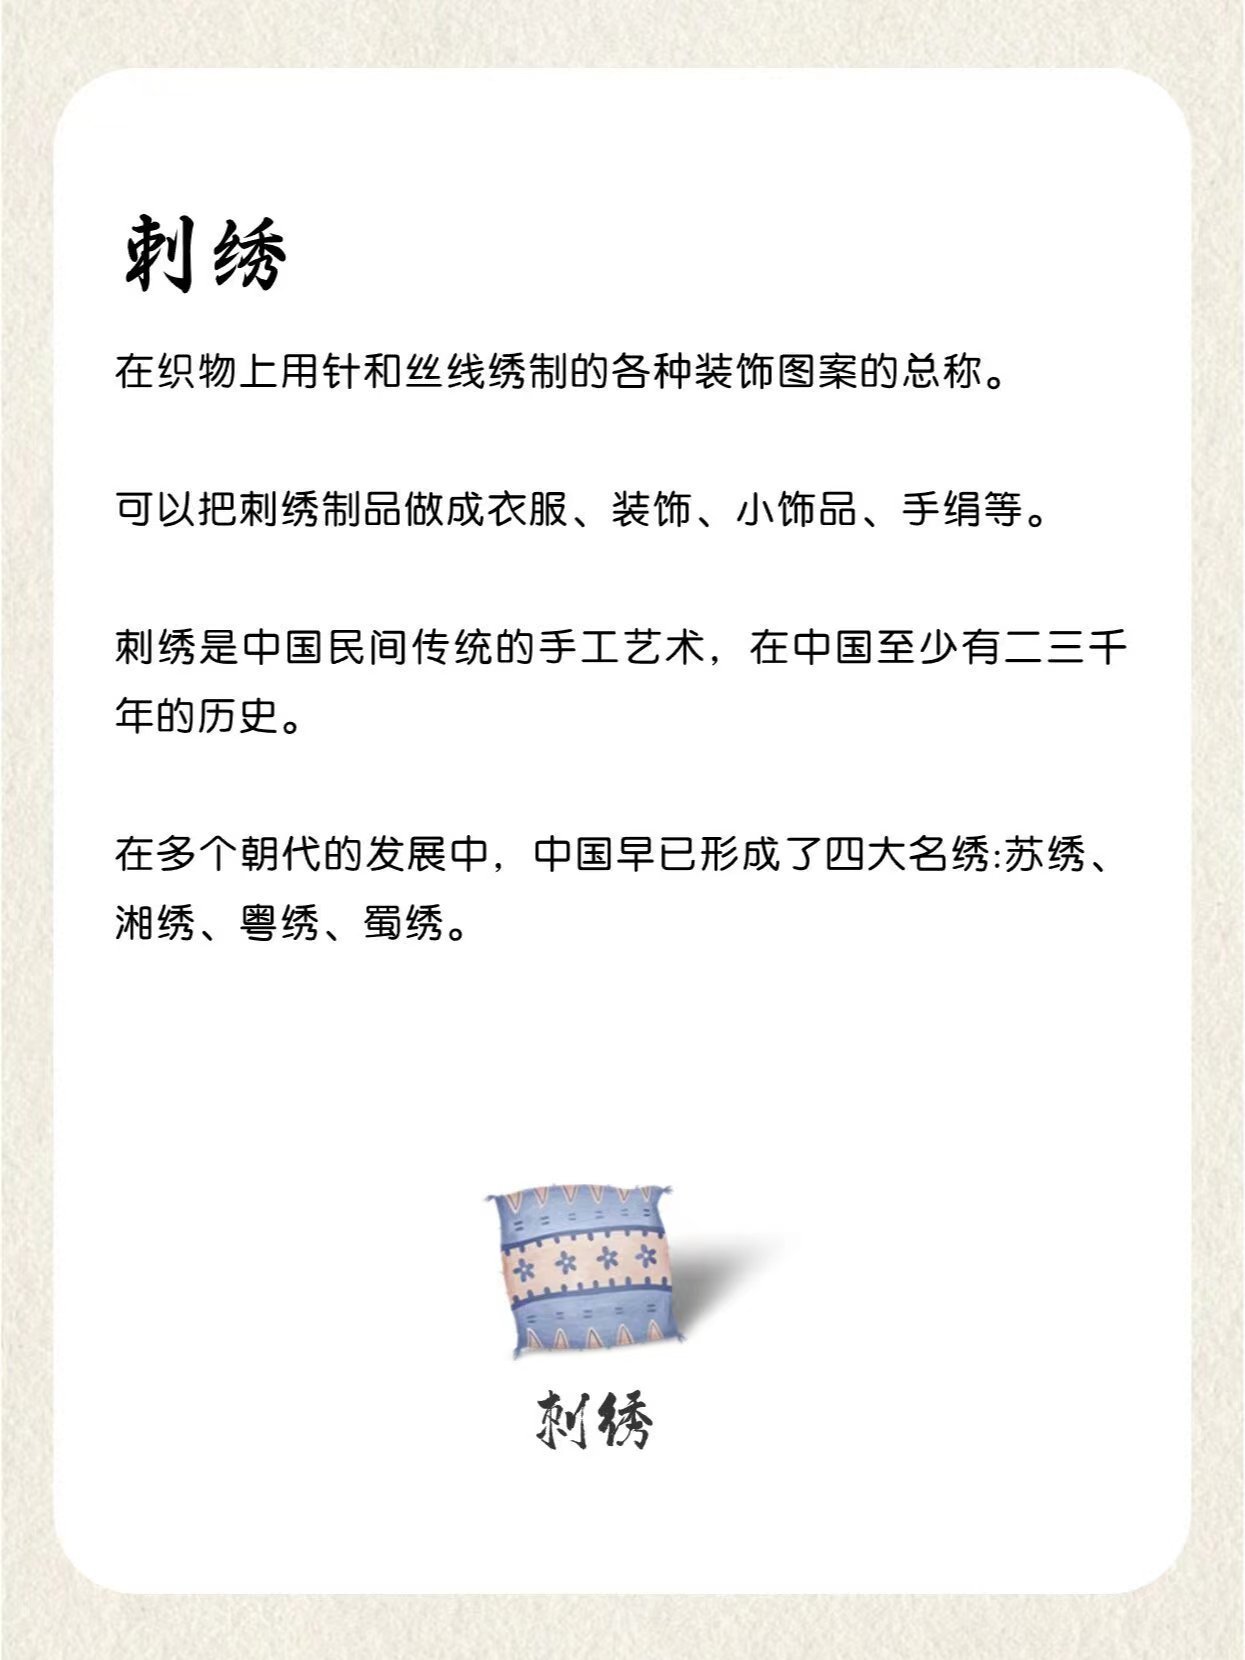 刺绣
在织物上用针和丝线绣制的各种装饰图案的总称。
可以把刺绣制品做成衣服、装饰、小饰品、手绢等。
刺绣是中国民间传统的手工艺术，在中国至少有二三千
年的历史。
在多个朝代的发展中，中国早已形成了四大名绣:苏绣、
湘绣、粤绣、蜀绣。
刺绣